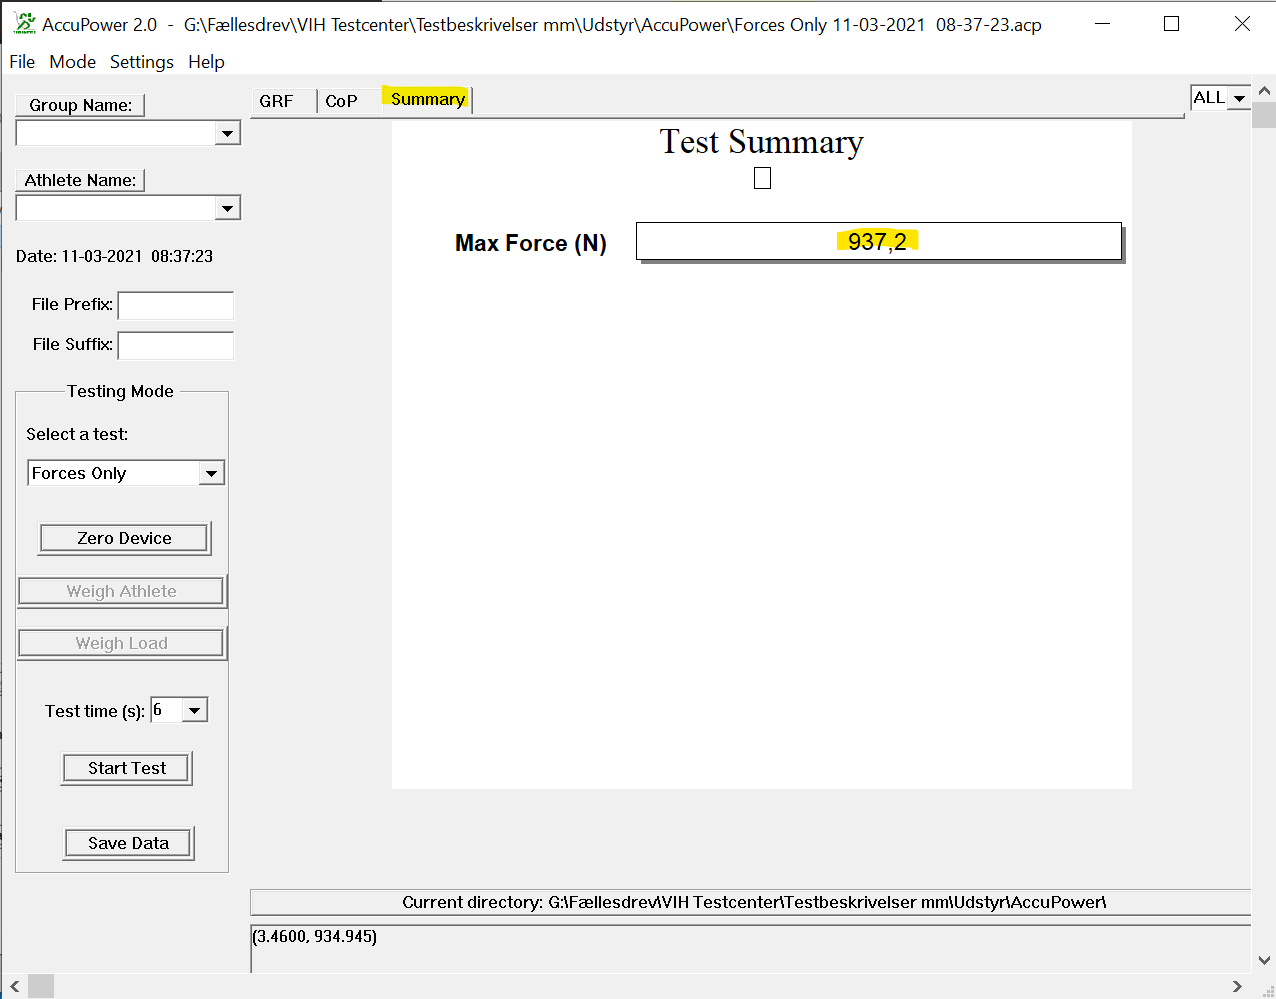 AccuPower 2.0 - G:\Fællesdrev\VIH Testcenter\Testbeskrivelser mm\Udstyr\AccuPower\Forces Only 11-03-2021 08-37-23.acp
File Mode Settings Help
Group Name:
Athlete Name:
Date: 11-03-2021 08:37:23
File Prefix:
File Suffix:
Testing Mode
Select a test:
Forces Only
Zero Device
Weigh Athlete
Weigh Load
Test time (s): 6
Start Test
Save Data
GRF CoP Summary
ALL
Test Summary
Max Force (N) 937,2
Current directory: G:\Fællesdrev\VIH Testcenter\Testbeskrivelser mm\Udstyr\AccuPower\
(3.4600, 934.945)